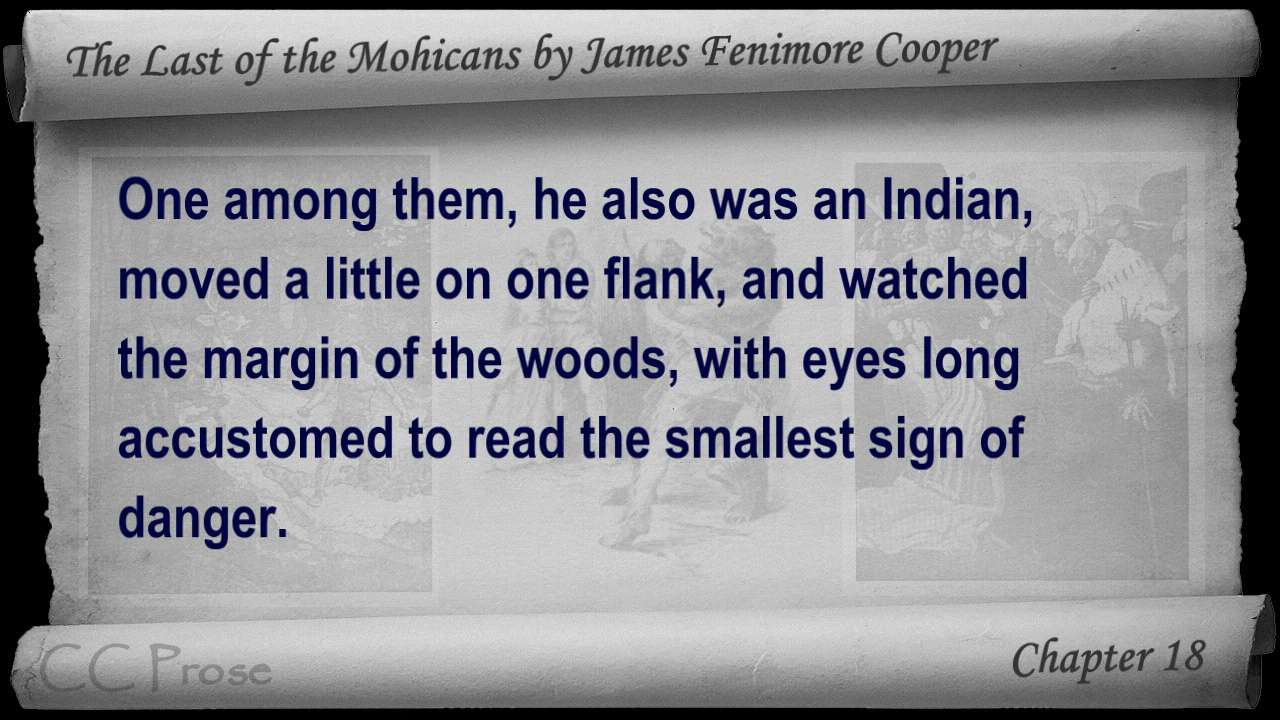 The Last of the Mohicans by James Fenimore Cooper
One among them, he also was an Indian,
moved a little on one flank, and watched
the margin of the woods, with eyes long
accustomed to read the smallest sign of
danger.
CC Prose
Chapter 18